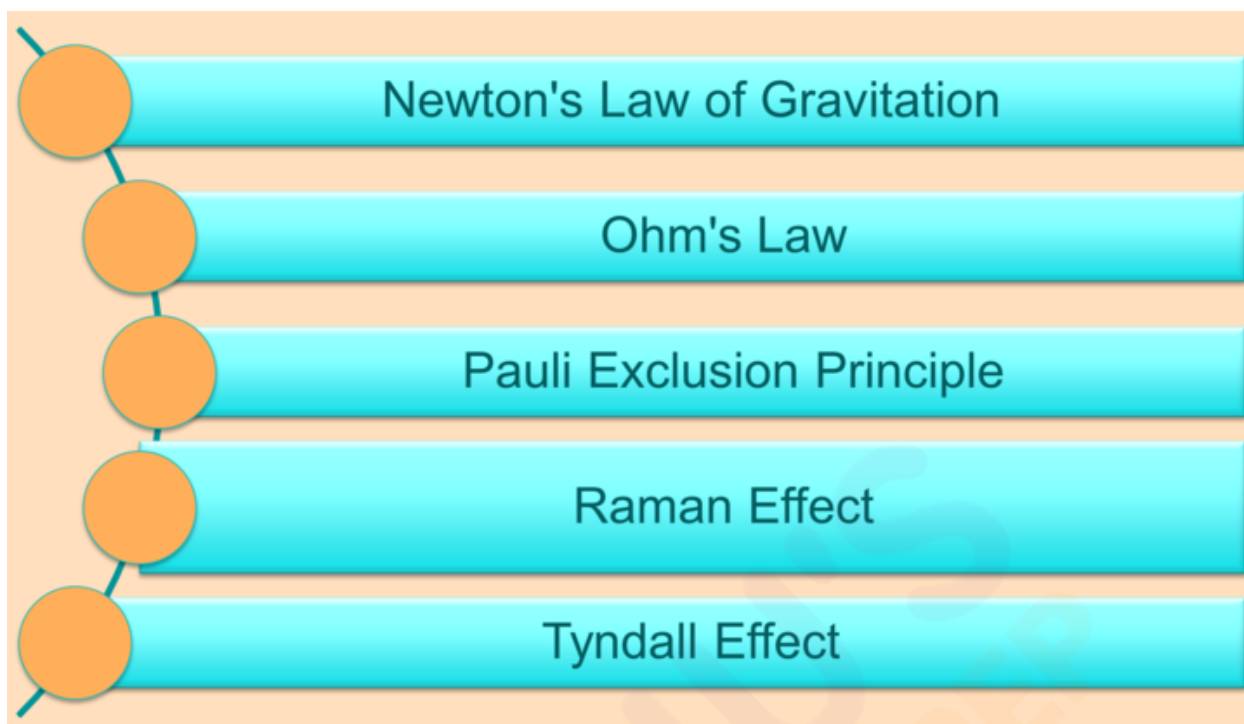 Newton's Law of Gravitation
Ohm's Law
Pauli Exclusion Principle
Raman Effect
Tyndall Effect